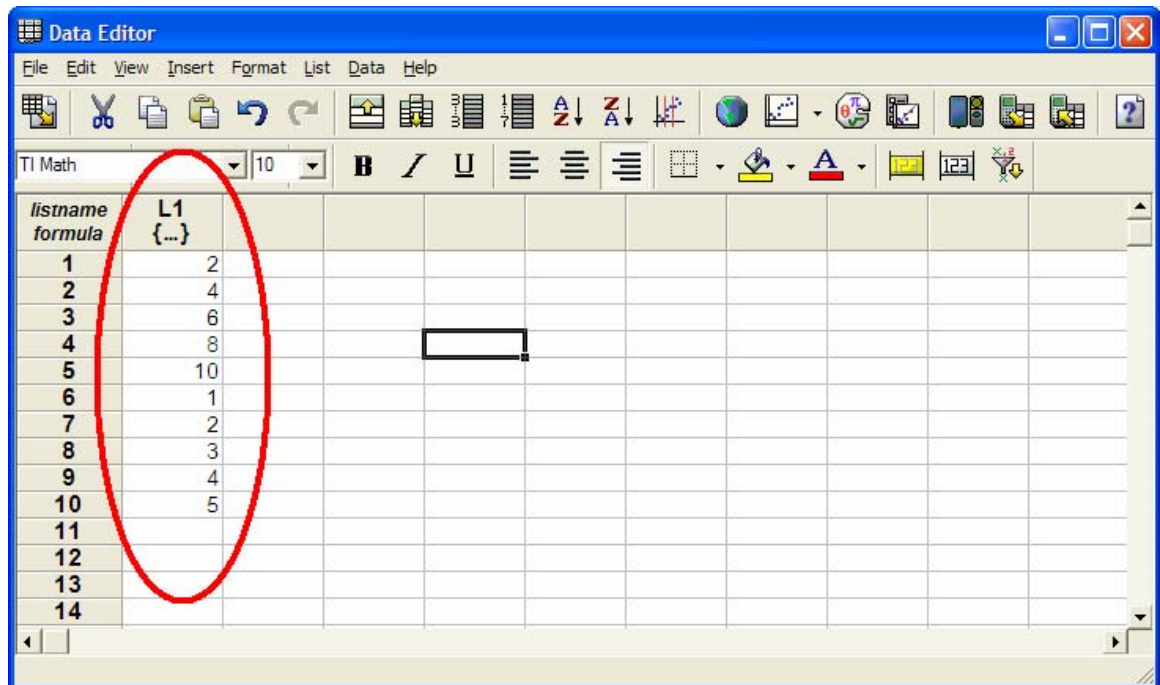 Data Editor
File Edit View Insert Format List Data Help
TI Math 10 B I U A 123 123
listname L1
formula {...}
1 2
2 4
3 6
4 8
5 10
6 1
7 2
8 3
9 4
10 5
11
12
13
14